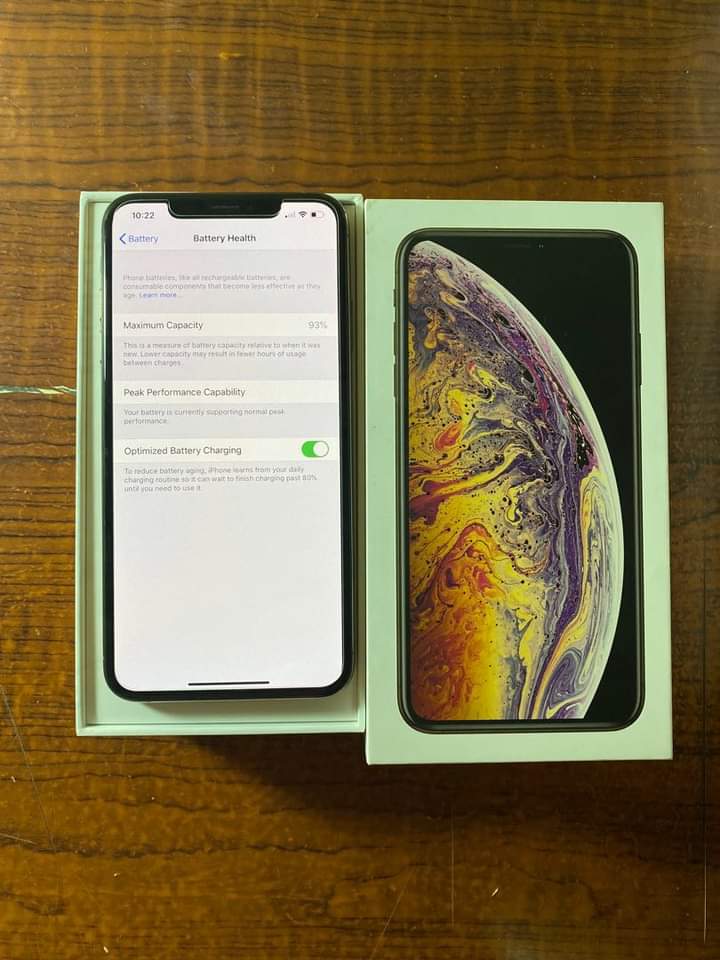 10:22
Battery
Battery Health
Phone batteries, like all rechargeable batteries, are
consumable components that become less effective as they
age. Learn more...
Maximum Capacity 93%
This is a measure of battery capacity relative to when it was
new. Lower capacity may result in fewer hours of usage
between charges.
Peak Performance Capability
Your battery is currently supporting normal peak
performance.
Optimized Battery Charging
To reduce battery aging, iPhone learns from your daily
charging routine so it can wait to finish charging past 80%
until you need to use it.